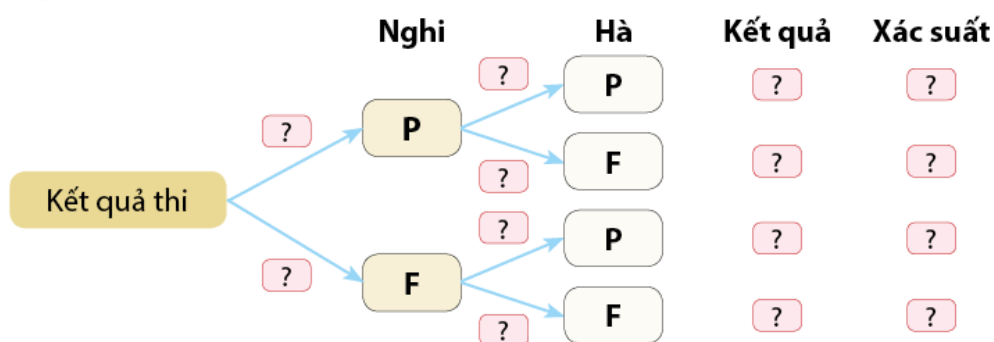 Nghi Hà Kết quả Xác suất
? P ? ?
? P
F ? ?
?
Kết quả thi
? P ? ?
? F
F ? ?
?